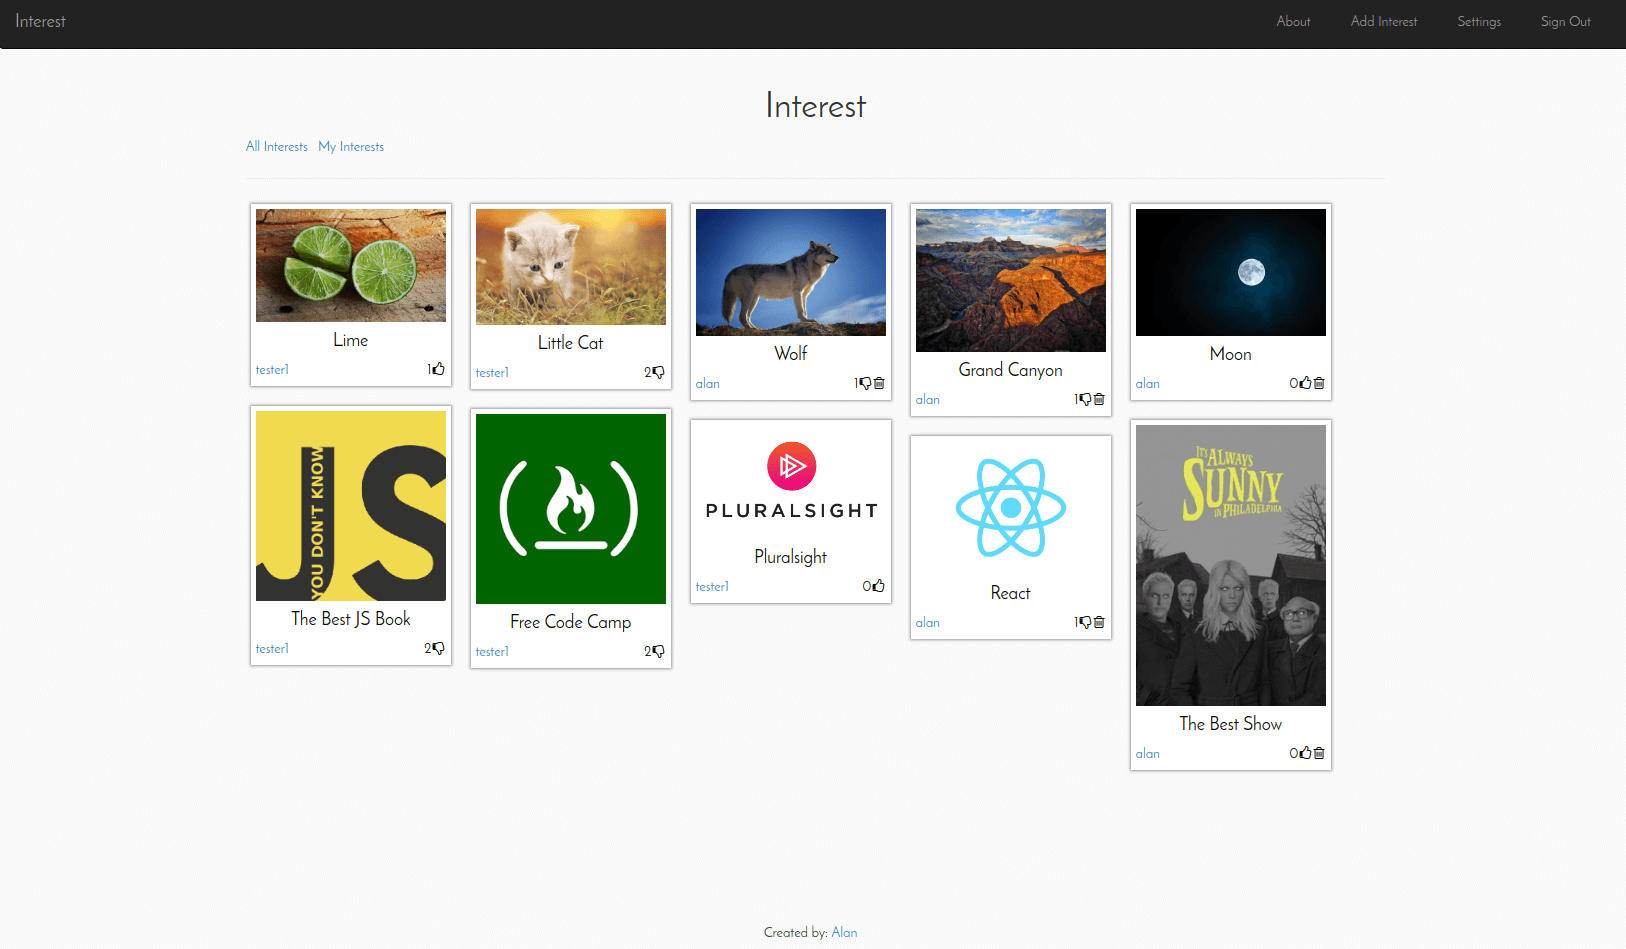 Interest
About
Add Interest
Settings
Sign Out
Interest
All Interests
My Interests
Lime
tester1
1
Little Cat
tester1
2
Wolf
alan
1
Grand Canyon
alan
1
Moon
alan
0
YOU DON'T KNOW
JS
The Best JS Book
tester1
2
Free Code Camp
tester1
2
PLURALSIGHT
Pluralsight
tester1
0
React
alan
1
IT'S ALWAYS
SUNNY
IN PHILADELPHIA
The Best Show
alan
0
Created by: Alan